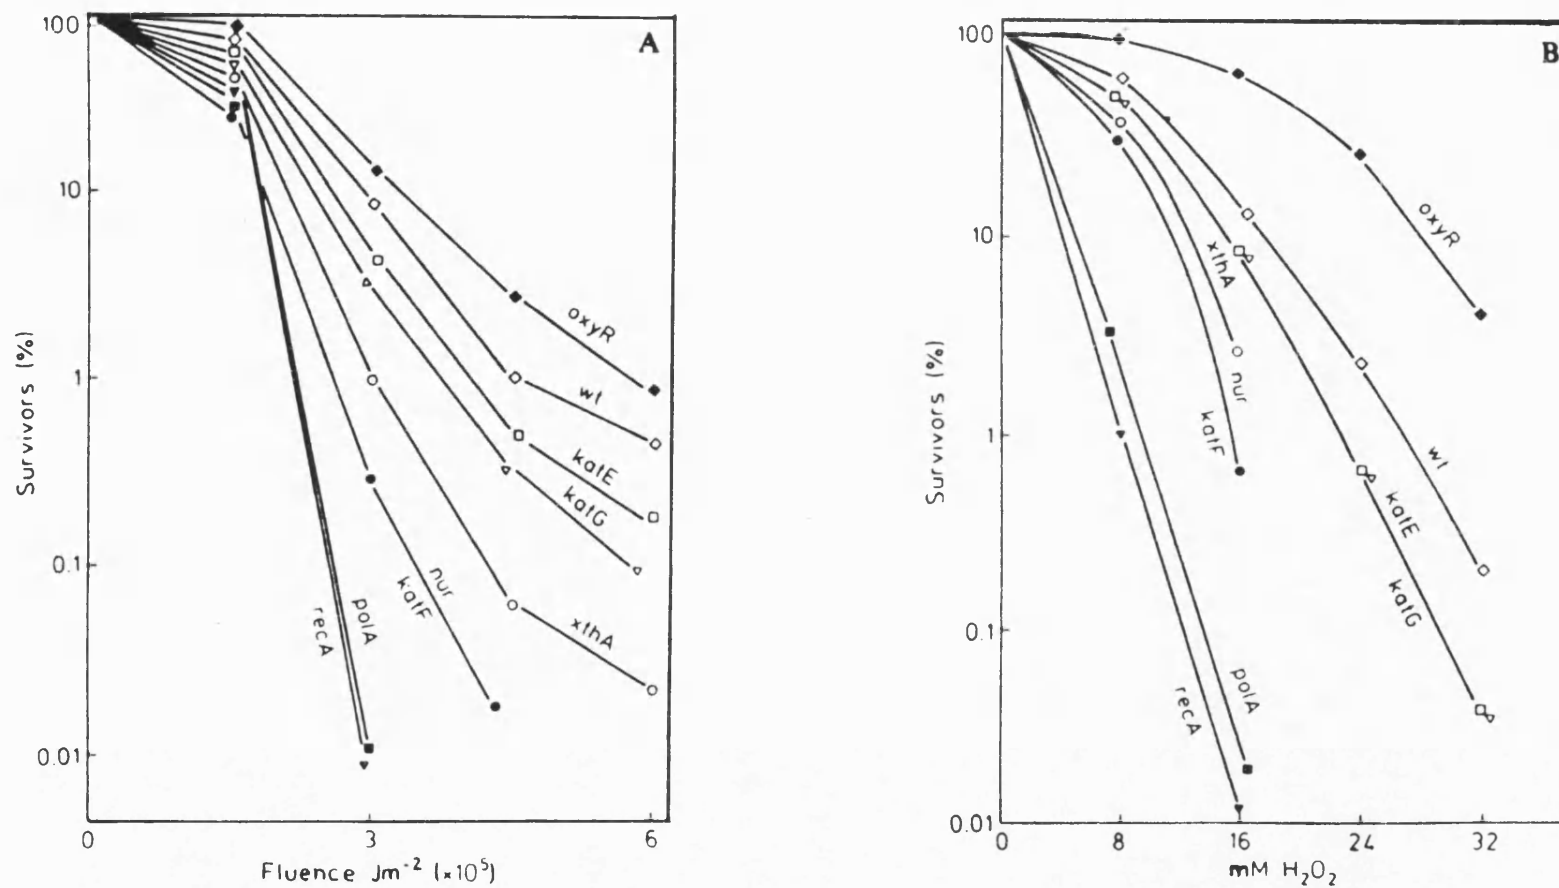 A
100
10
1
0.1
0.01
Survivors (%)
oxyR
wt
katE
katG
xthA
nur
katF
polA
recA
0
3
6
Fluence Jm⁻² (×10⁵)
B
100
10
1
0.1
0.01
Survivors (%)
oxyR
xthA
nur
katF
wt
katE
katG
polA
recA
0
8
16
24
32
mM H₂O₂